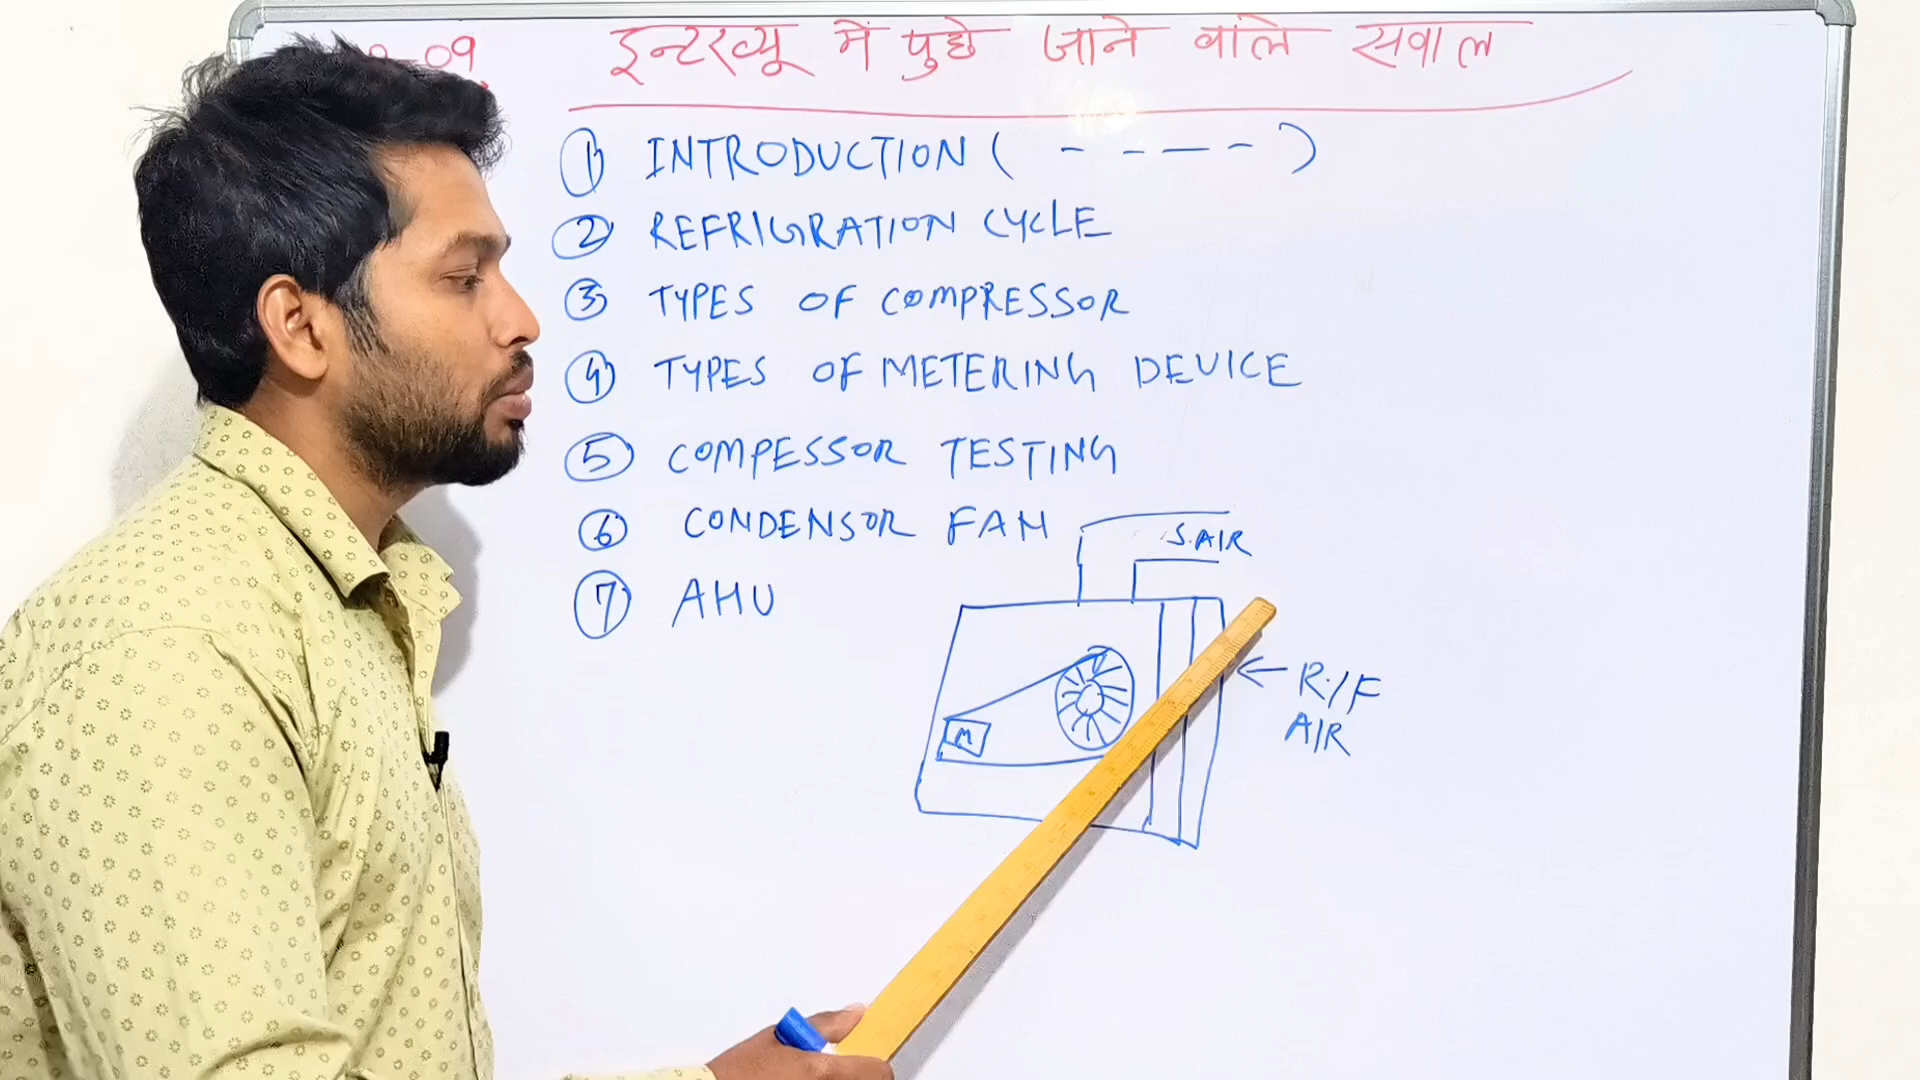 -09
इन्टरव्यू में पुछे जाने वाले सवाल
① INTRODUCTION ( - - - - )
② REFRIGRATION CYCLE
③ TYPES OF COMPRESSOR
④ TYPES OF METERING DEVICE
⑤ COMPESSOR TESTING
⑥ CONDENSOR FAN
⑦ AHU
S.AIR
M
← R/F
AIR